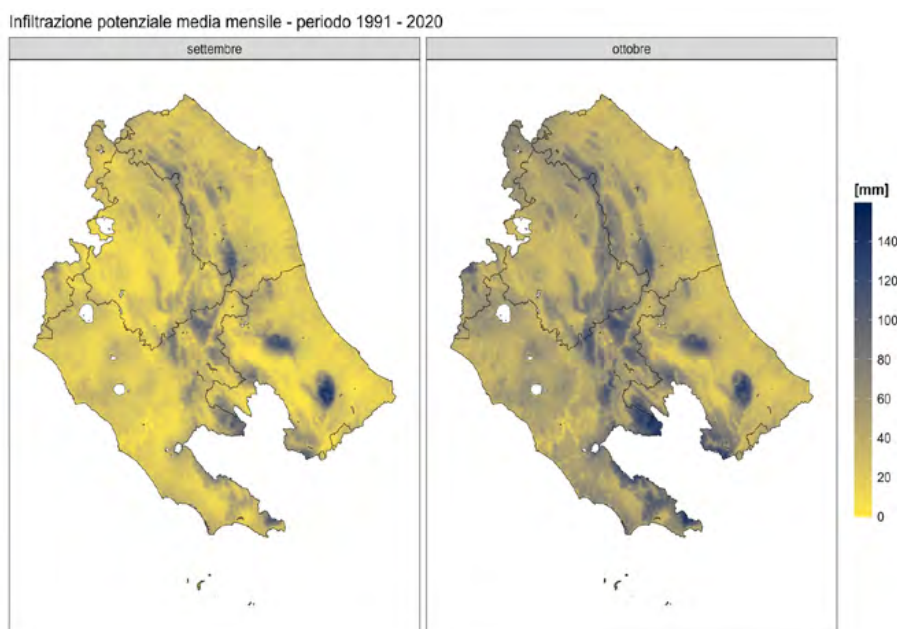 Infiltrazione potenziale media mensile - periodo 1991 - 2020
settembre
ottobre
[mm]
140
120
100
80
60
40
20
0